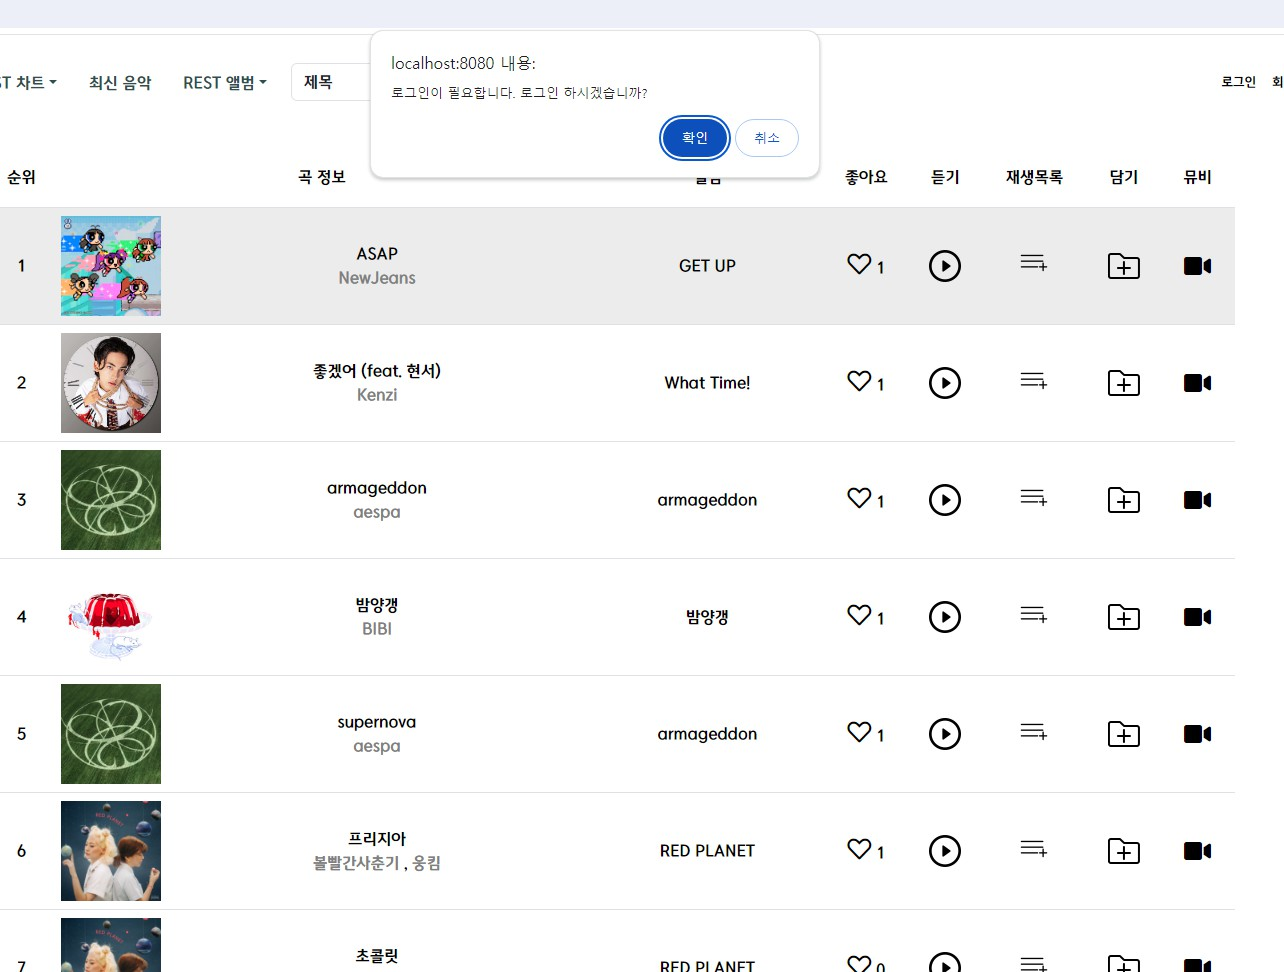 localhost:8080 내용:
로그인이 필요합니다. 로그인 하시겠습니까?
확인 취소
ST 차트 최신 음악 REST 앨범 제목 로그인
순위 곡 정보 좋아요 듣기 재생목록 담기 뮤비
1 ASAP GET UP 1
NewJeans
2 좋겠어 (feat. 현서) What Time! 1
Kenzi
3 armageddon armageddon 1
aespa
4 밤양갱 밤양갱 1
BIBI
5 supernova armageddon 1
aespa
RED PLANET
6 프리지아 RED PLANET 1
볼빨간사춘기 , 웅킴
RED PLANET
7 초콜릿 RED PLANET 0